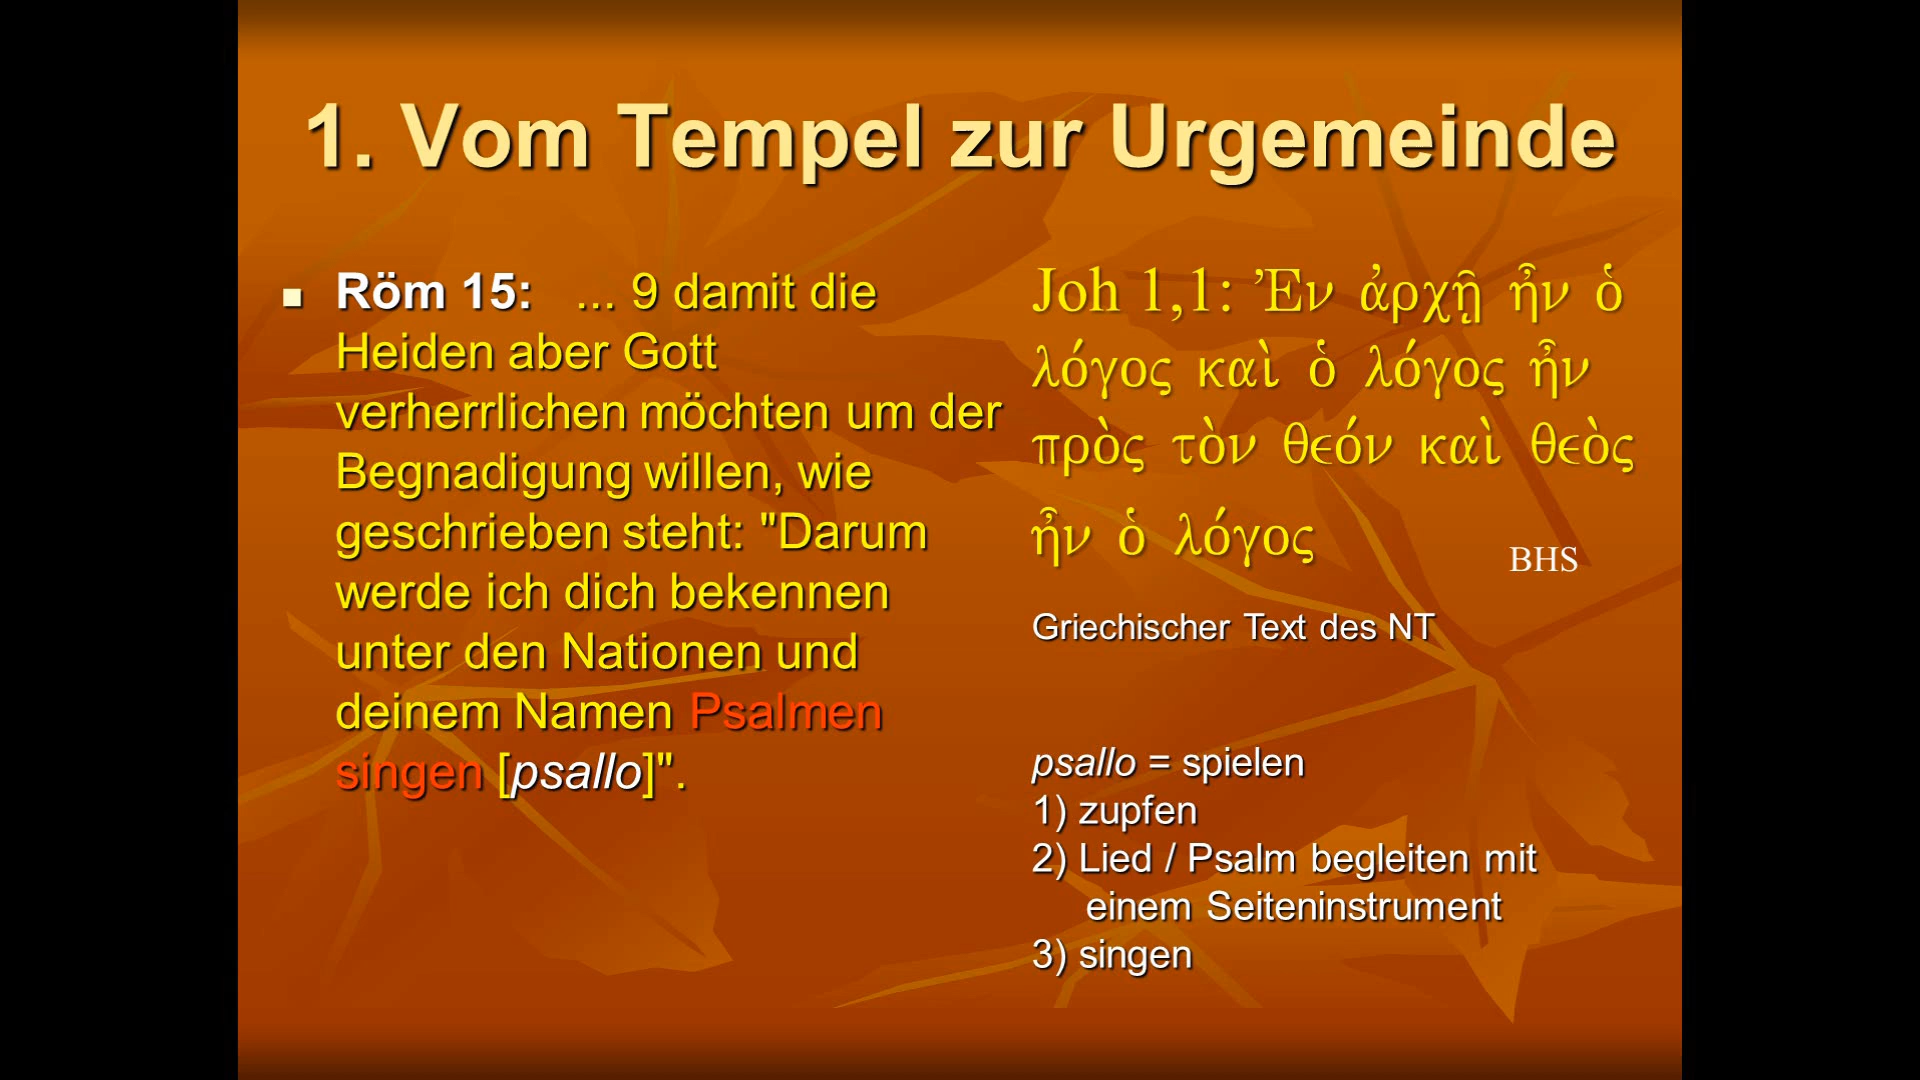 1. Vom Tempel zur Urgemeinde
Röm 15: ... 9 damit die
Heiden aber Gott
verherrlichen möchten um der
Begnadigung willen, wie
geschrieben steht: "Darum
werde ich dich bekennen
unter den Nationen und
deinem Namen Psalmen
singen [psallo]".
Joh 1,1: Ἐν ἀρχῇ ἦν ὁ
λόγος καὶ ὁ λόγος ἦν
πρὸς τὸν θεόν καὶ θεὸς
ἦν ὁ λόγος
BHS
Griechischer Text des NT
psallo = spielen
1) zupfen
2) Lied / Psalm begleiten mit
einem Seiteninstrument
3) singen